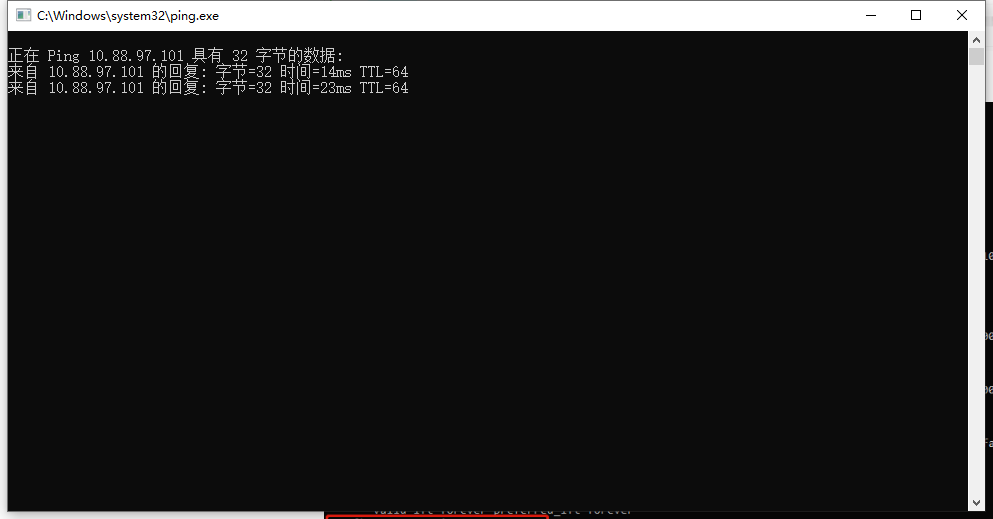 C:\Windows\system32\ping.exe
正在 Ping 10.88.97.101 具有 32 字节的数据:
来自 10.88.97.101 的回复: 字节=32 时间=14ms TTL=64
来自 10.88.97.101 的回复: 字节=32 时间=23ms TTL=64
valid_lft forever preferred_lft forever